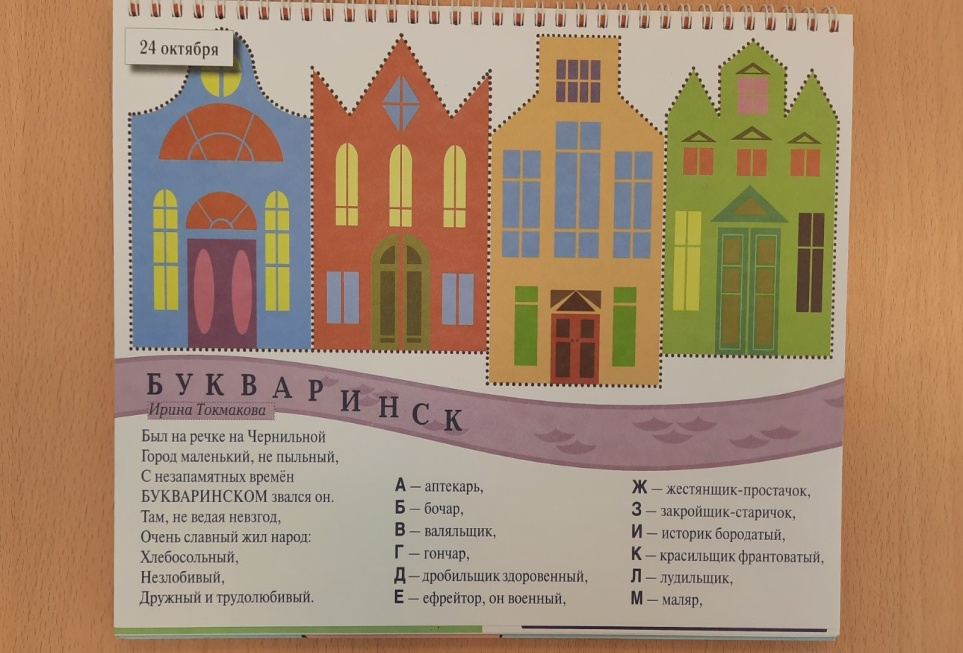 24 октября
БУКВАРИНСК
Ирина Токмакова
Был на речке на Чернильной
Город маленький, не пыльный,
С незапамятных времён
БУКВАРИНСКОМ звался он.
Там, не ведая невзгод,
Очень славный жил народ:
Хлебосольный,
Незлобивый,
Дружный и трудолюбивый.
А — аптекарь,
Б — бочар,
В — валяльщик,
Г — гончар,
Д — дробильщик здоровенный,
Е — ефрейтор, он военный,
Ж — жестянщик-простачок,
З — закройщик-старичок,
И — историк бородатый,
К — красильщик франтоватый,
Л — лудильщик,
М — маляр,